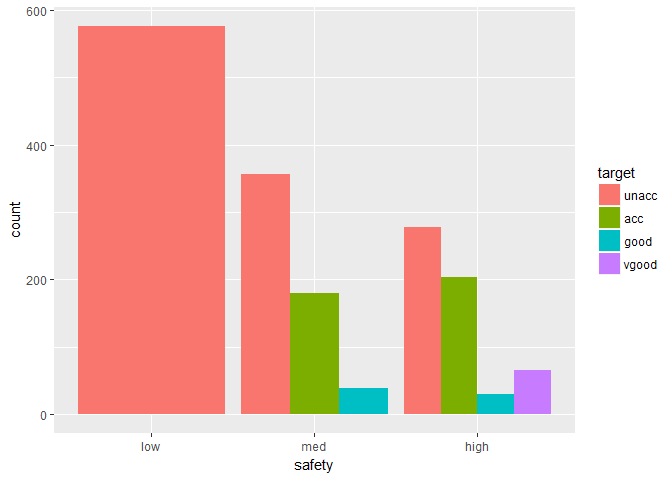 600
400
200
0
count
low med high
safety
target
unacc
acc
good
vgood